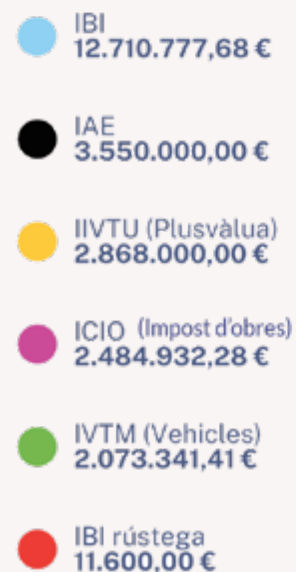 IBI
12.710.777,68 €
IAE
3.550.000,00 €
IIVTU (Plusvàlua)
2.868.000,00 €
ICIO (Impost d'obres)
2.484.932,28 €
IVTM (Vehicles)
2.073.341,41 €
IBI rústega
11.600,00 €